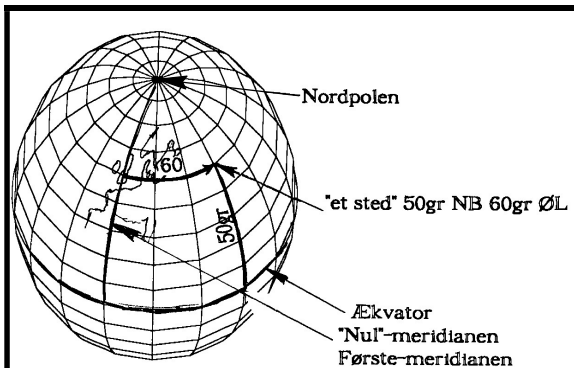 Nordpolen
60
"et sted" 50gr NB 60gr ØL
50gr
Ækvator
"Nul"-meridianen
Første-meridianen